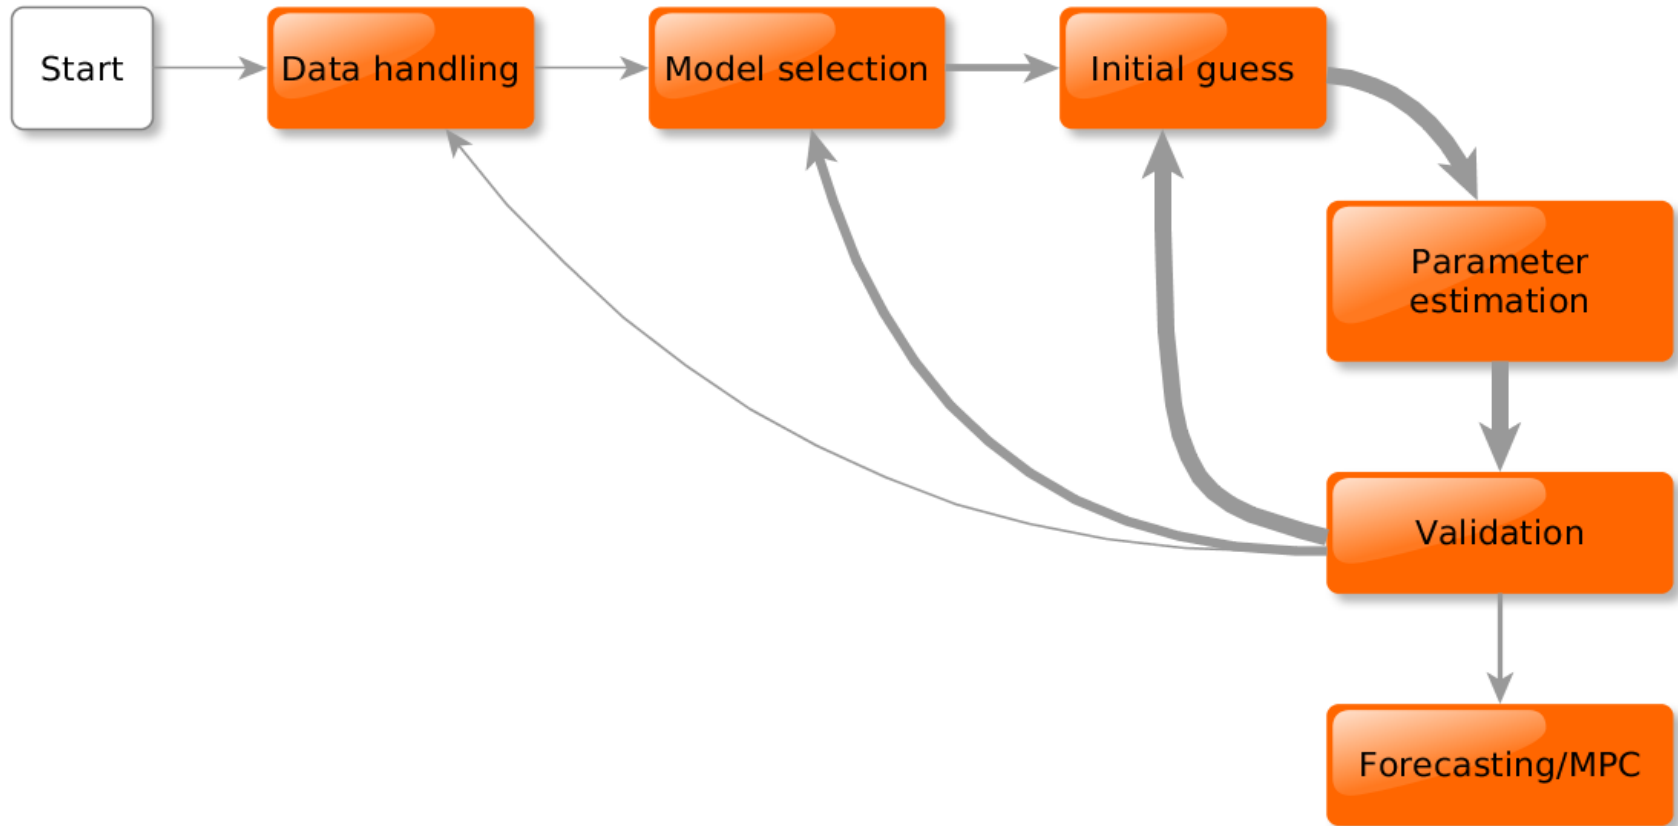 Start
Data handling
Model selection
Initial guess
Parameter
estimation
Validation
Forecasting/MPC